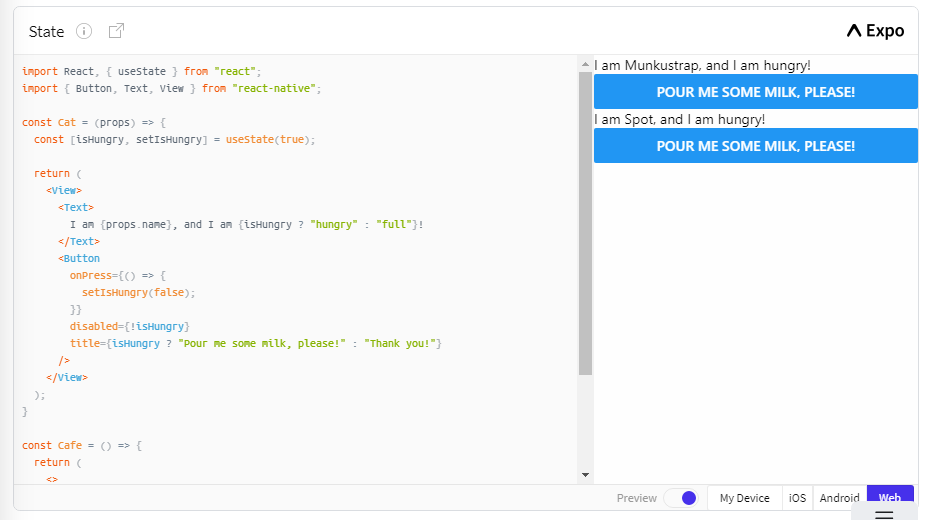 State
Expo
import React, { useState } from "react";
import { Button, Text, View } from "react-native";

const Cat = (props) => {
  const [isHungry, setIsHungry] = useState(true);

  return (
    <View>
      <Text>
        I am {props.name}, and I am {isHungry ? "hungry" : "full"}!
      </Text>
      <Button
        onPress={() => {
          setIsHungry(false);
        }}
        disabled={!isHungry}
        title={isHungry ? "Pour me some milk, please!" : "Thank you!"}
      />
    </View>
  );
}

const Cafe = () => {
  return (
    <>
I am Munkustrap, and I am hungry!
POUR ME SOME MILK, PLEASE!
I am Spot, and I am hungry!
POUR ME SOME MILK, PLEASE!
Preview My Device iOS Android Web